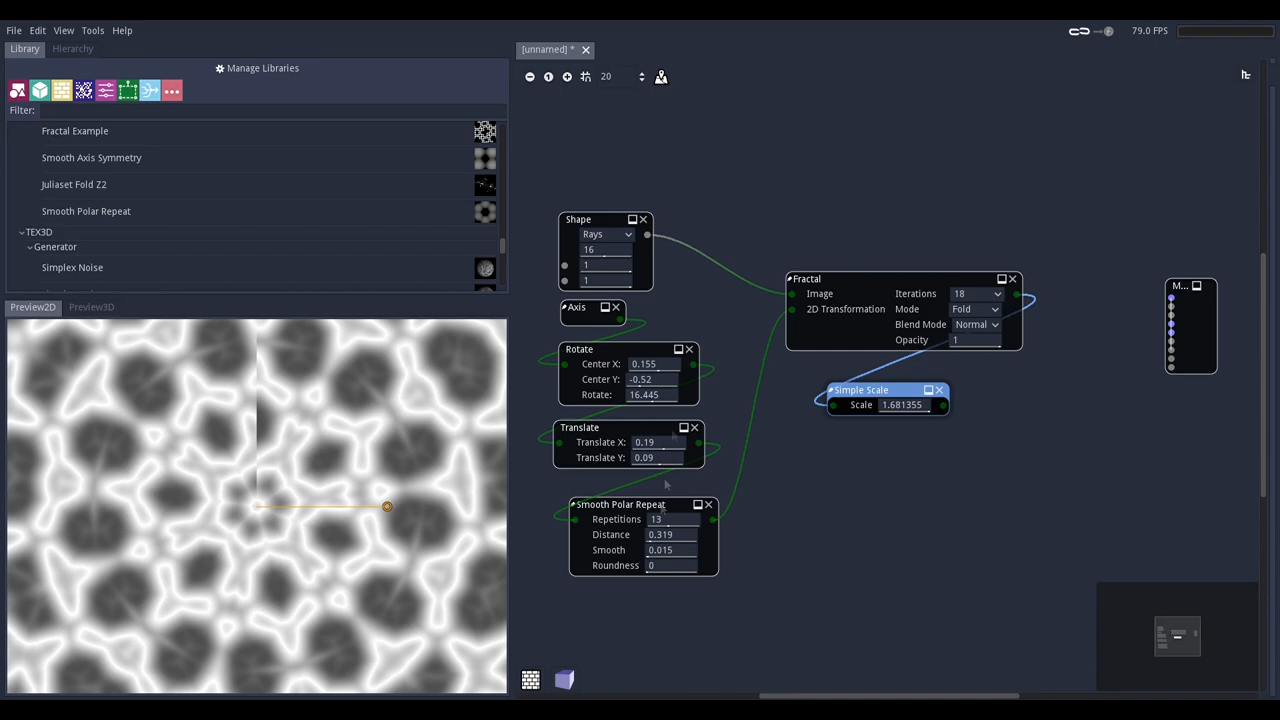 File Edit View Tools Help
79.0 FPS
Library Hierarchy
[unnamed] *
Manage Libraries
20
Filter:
Fractal Example
Smooth Axis Symmetry
Juliaset Fold Z2
Smooth Polar Repeat
TEX3D
Generator
Simplex Noise
Preview2D Preview3D
Shape
Rays
16
1
1
Axis
Rotate
Center X: 0.155
Center Y: -0.52
Rotate: 16.445
Translate
Translate X: 0.19
Translate Y: 0.09
Smooth Polar Repeat
Repetitions 13
Distance 0.319
Smooth 0.015
Roundness 0
Fractal
Image Iterations 18
2D Transformation Mode Fold
Blend Mode Normal
Opacity 1
Simple Scale
Scale 1.681355
M...